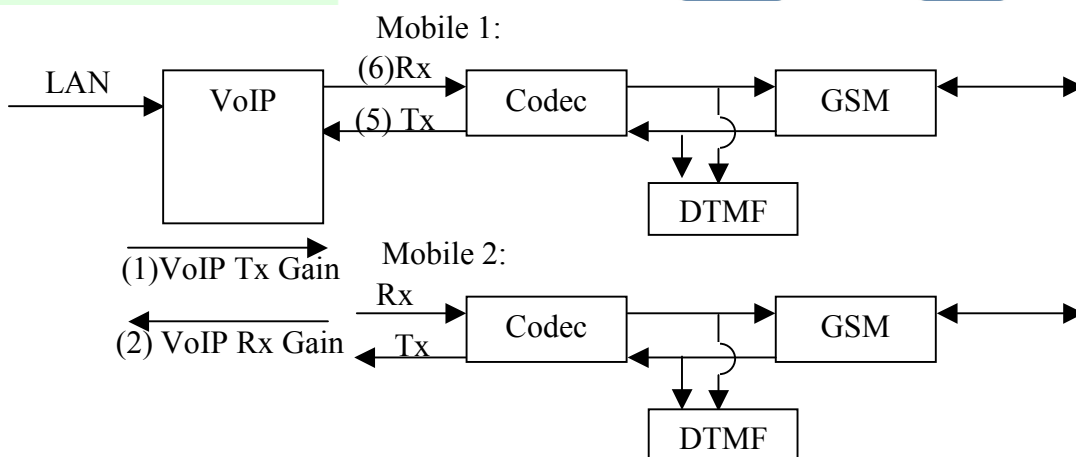 Mobile 1:
LAN
VoIP
(6)Rx
(5) Tx
Codec
GSM
DTMF
(1)VoIP Tx Gain
(2) VoIP Rx Gain
Mobile 2:
Rx
Tx
Codec
GSM
DTMF